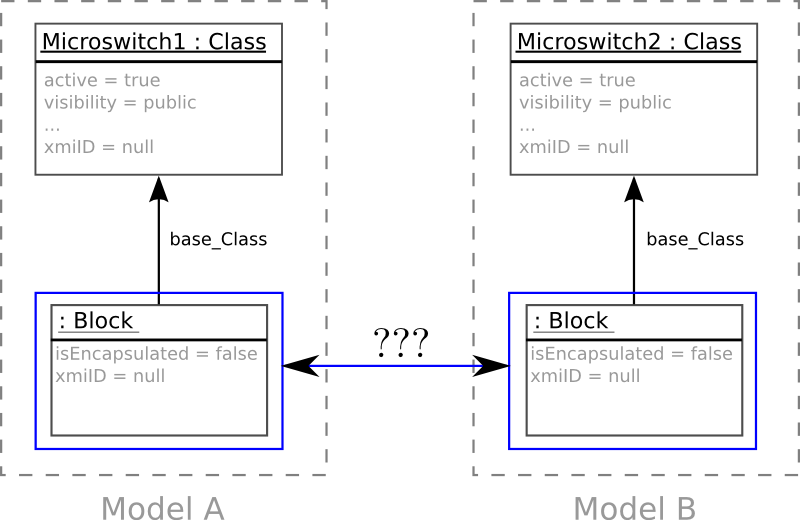 Microswitch1 : Class
active = true
visibility = public
...
xmiID = null
base_Class
: Block
isEncapsulated = false
xmiID = null
Model A
???
Microswitch2 : Class
active = true
visibility = public
...
xmiID = null
base_Class
: Block
isEncapsulated = false
xmiID = null
Model B